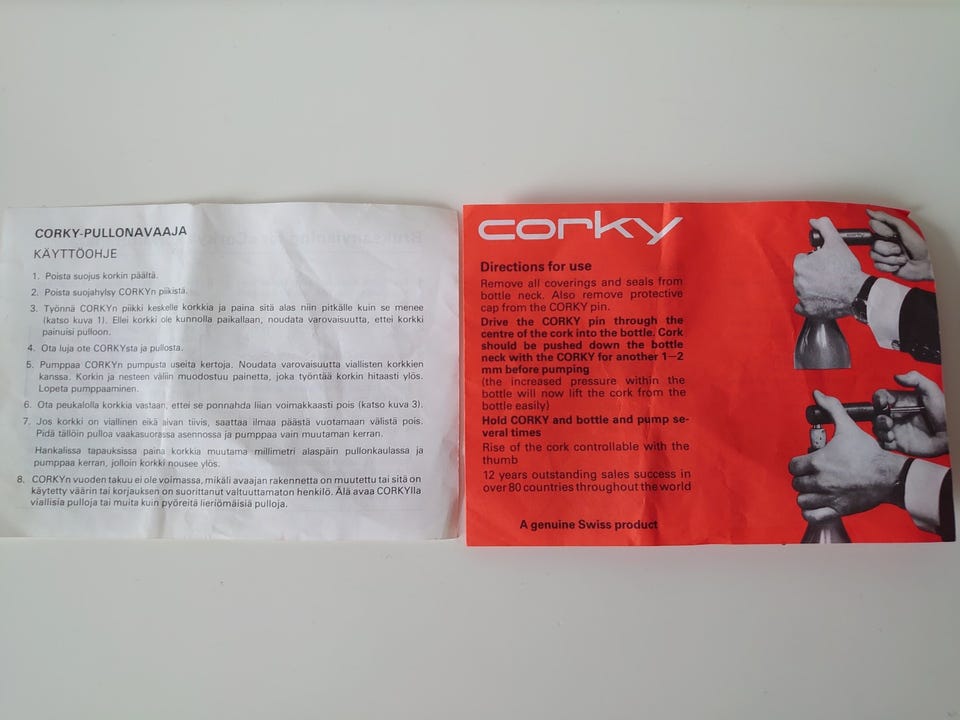 CORKY-PULLONAVAAJA
KÄYTTÖOHJE
1. Poista suojus korkin päältä.
2. Poista suojahylsy CORKYn piikistä.
3. Työnnä CORKYn piikki keskelle korkkia ja paina sitä alas niin pitkälle kuin se menee
(katso kuva 1). Ellei korkki ole kunnolla paikallaan, noudata varovaisuutta, ettei korkki
painuisi pulloon.
4. Ota luja ote CORKYsta ja pullosta.
5. Pumppaa CORKYn pumpusta useita kertoja. Noudata varovaisuutta viallisten korkkien
kanssa. Korkin ja nesteen väliin muodostuu painetta, joka työntää korkin hitaasti ylös.
Lopeta pumppaaminen.
6. Ota peukalolla korkkia vastaan, ettei se ponnahda liian voimakkaasti pois (katso kuva 3).
7. Jos korkki on viallinen eikä aivan tiivis, saattaa ilmaa päästä vuotamaan välistä pois.
Pidä tällöin pulloa vaakasuorassa asennossa ja pumppaa vain muutaman kerran.
Hankalissa tapauksissa paina korkkia muutama millimetri alaspäin pullonkaulassa ja
pumppaa kerran, jolloin korkki nousee ylös.
8. CORKYn vuoden takuu ei ole voimassa, mikäli avaajan rakennetta on muutettu tai sitä on
käytetty väärin tai korjauksen on suorittanut valtuuttamaton henkilö. Älä avaa CORKYlla
viallisia pulloja tai muita kuin pyöreitä lieriömäisiä pulloja.
corky
Directions for use
Remove all coverings and seals from
bottle neck. Also remove protective
cap from the CORKY pin.
Drive the CORKY pin through the
centre of the cork into the bottle. Cork
should be pushed down the bottle
neck with the CORKY for another 1—2
mm before pumping
(the increased pressure within the
bottle will now lift the cork from the
bottle easily)
Hold CORKY and bottle and pump se-
veral times
Rise of the cork controllable with the
thumb
12 years outstanding sales success in
over 80 countries throughout the world
A genuine Swiss product